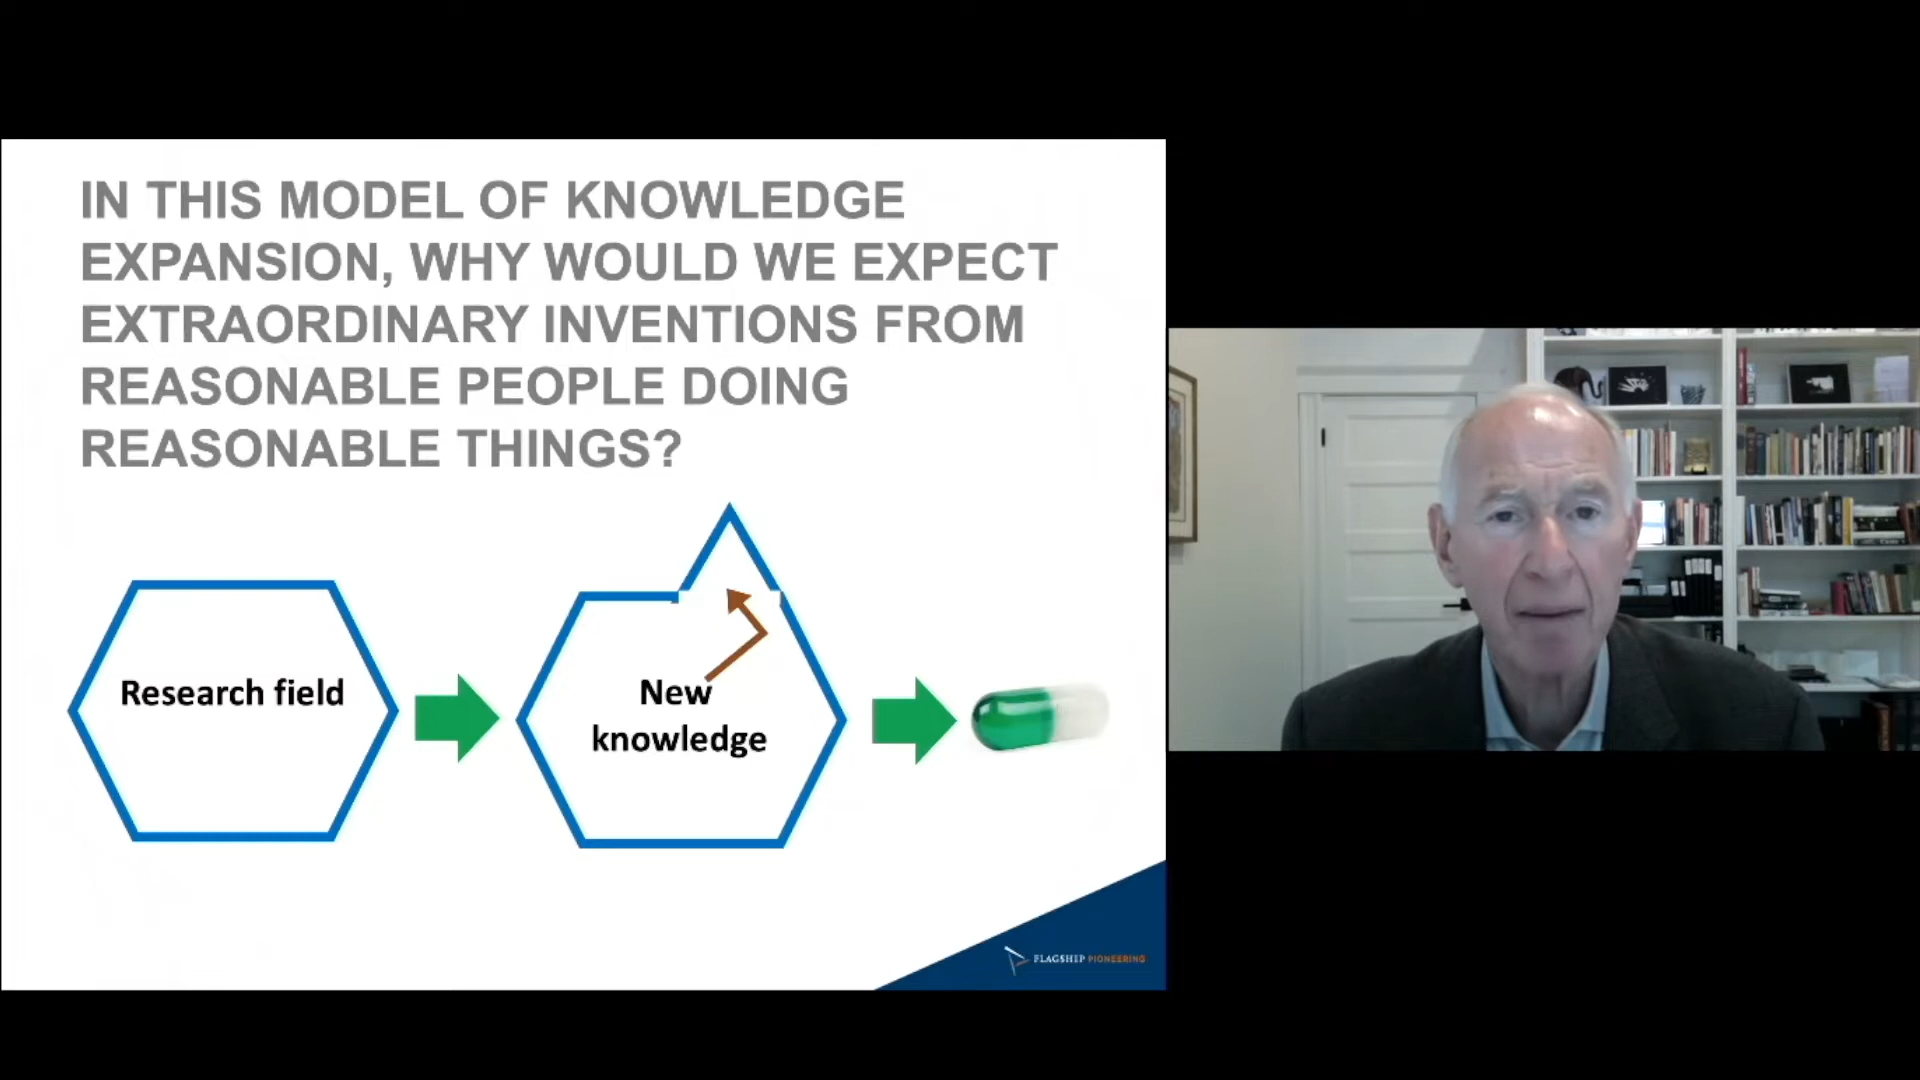 IN THIS MODEL OF KNOWLEDGE
EXPANSION, WHY WOULD WE EXPECT
EXTRAORDINARY INVENTIONS FROM
REASONABLE PEOPLE DOING
REASONABLE THINGS?
Research field
New
knowledge
FLAGSHIP PIONEERING